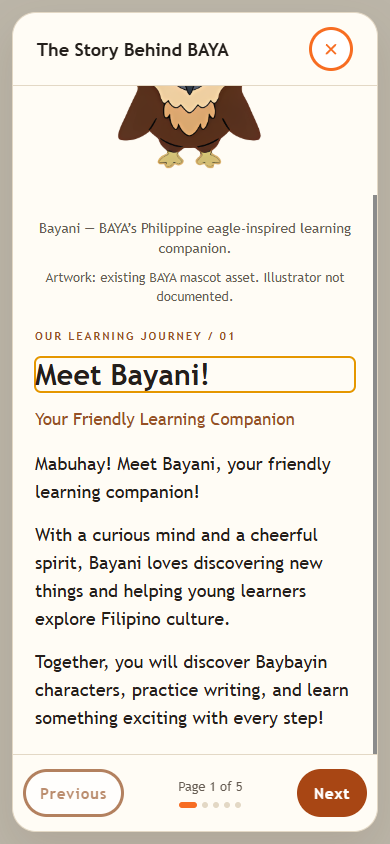 The Story Behind BAYA
Bayani — BAYA’s Philippine eagle-inspired learning
companion.
Artwork: existing BAYA mascot asset. Illustrator not
documented.
OUR LEARNING JOURNEY / 01
Meet Bayani!
Your Friendly Learning Companion
Mabuhay! Meet Bayani, your friendly
learning companion!
With a curious mind and a cheerful
spirit, Bayani loves discovering new
things and helping young learners
explore Filipino culture.
Together, you will discover Baybayin
characters, practice writing, and learn
something exciting with every step!
Previous
Page 1 of 5
Next